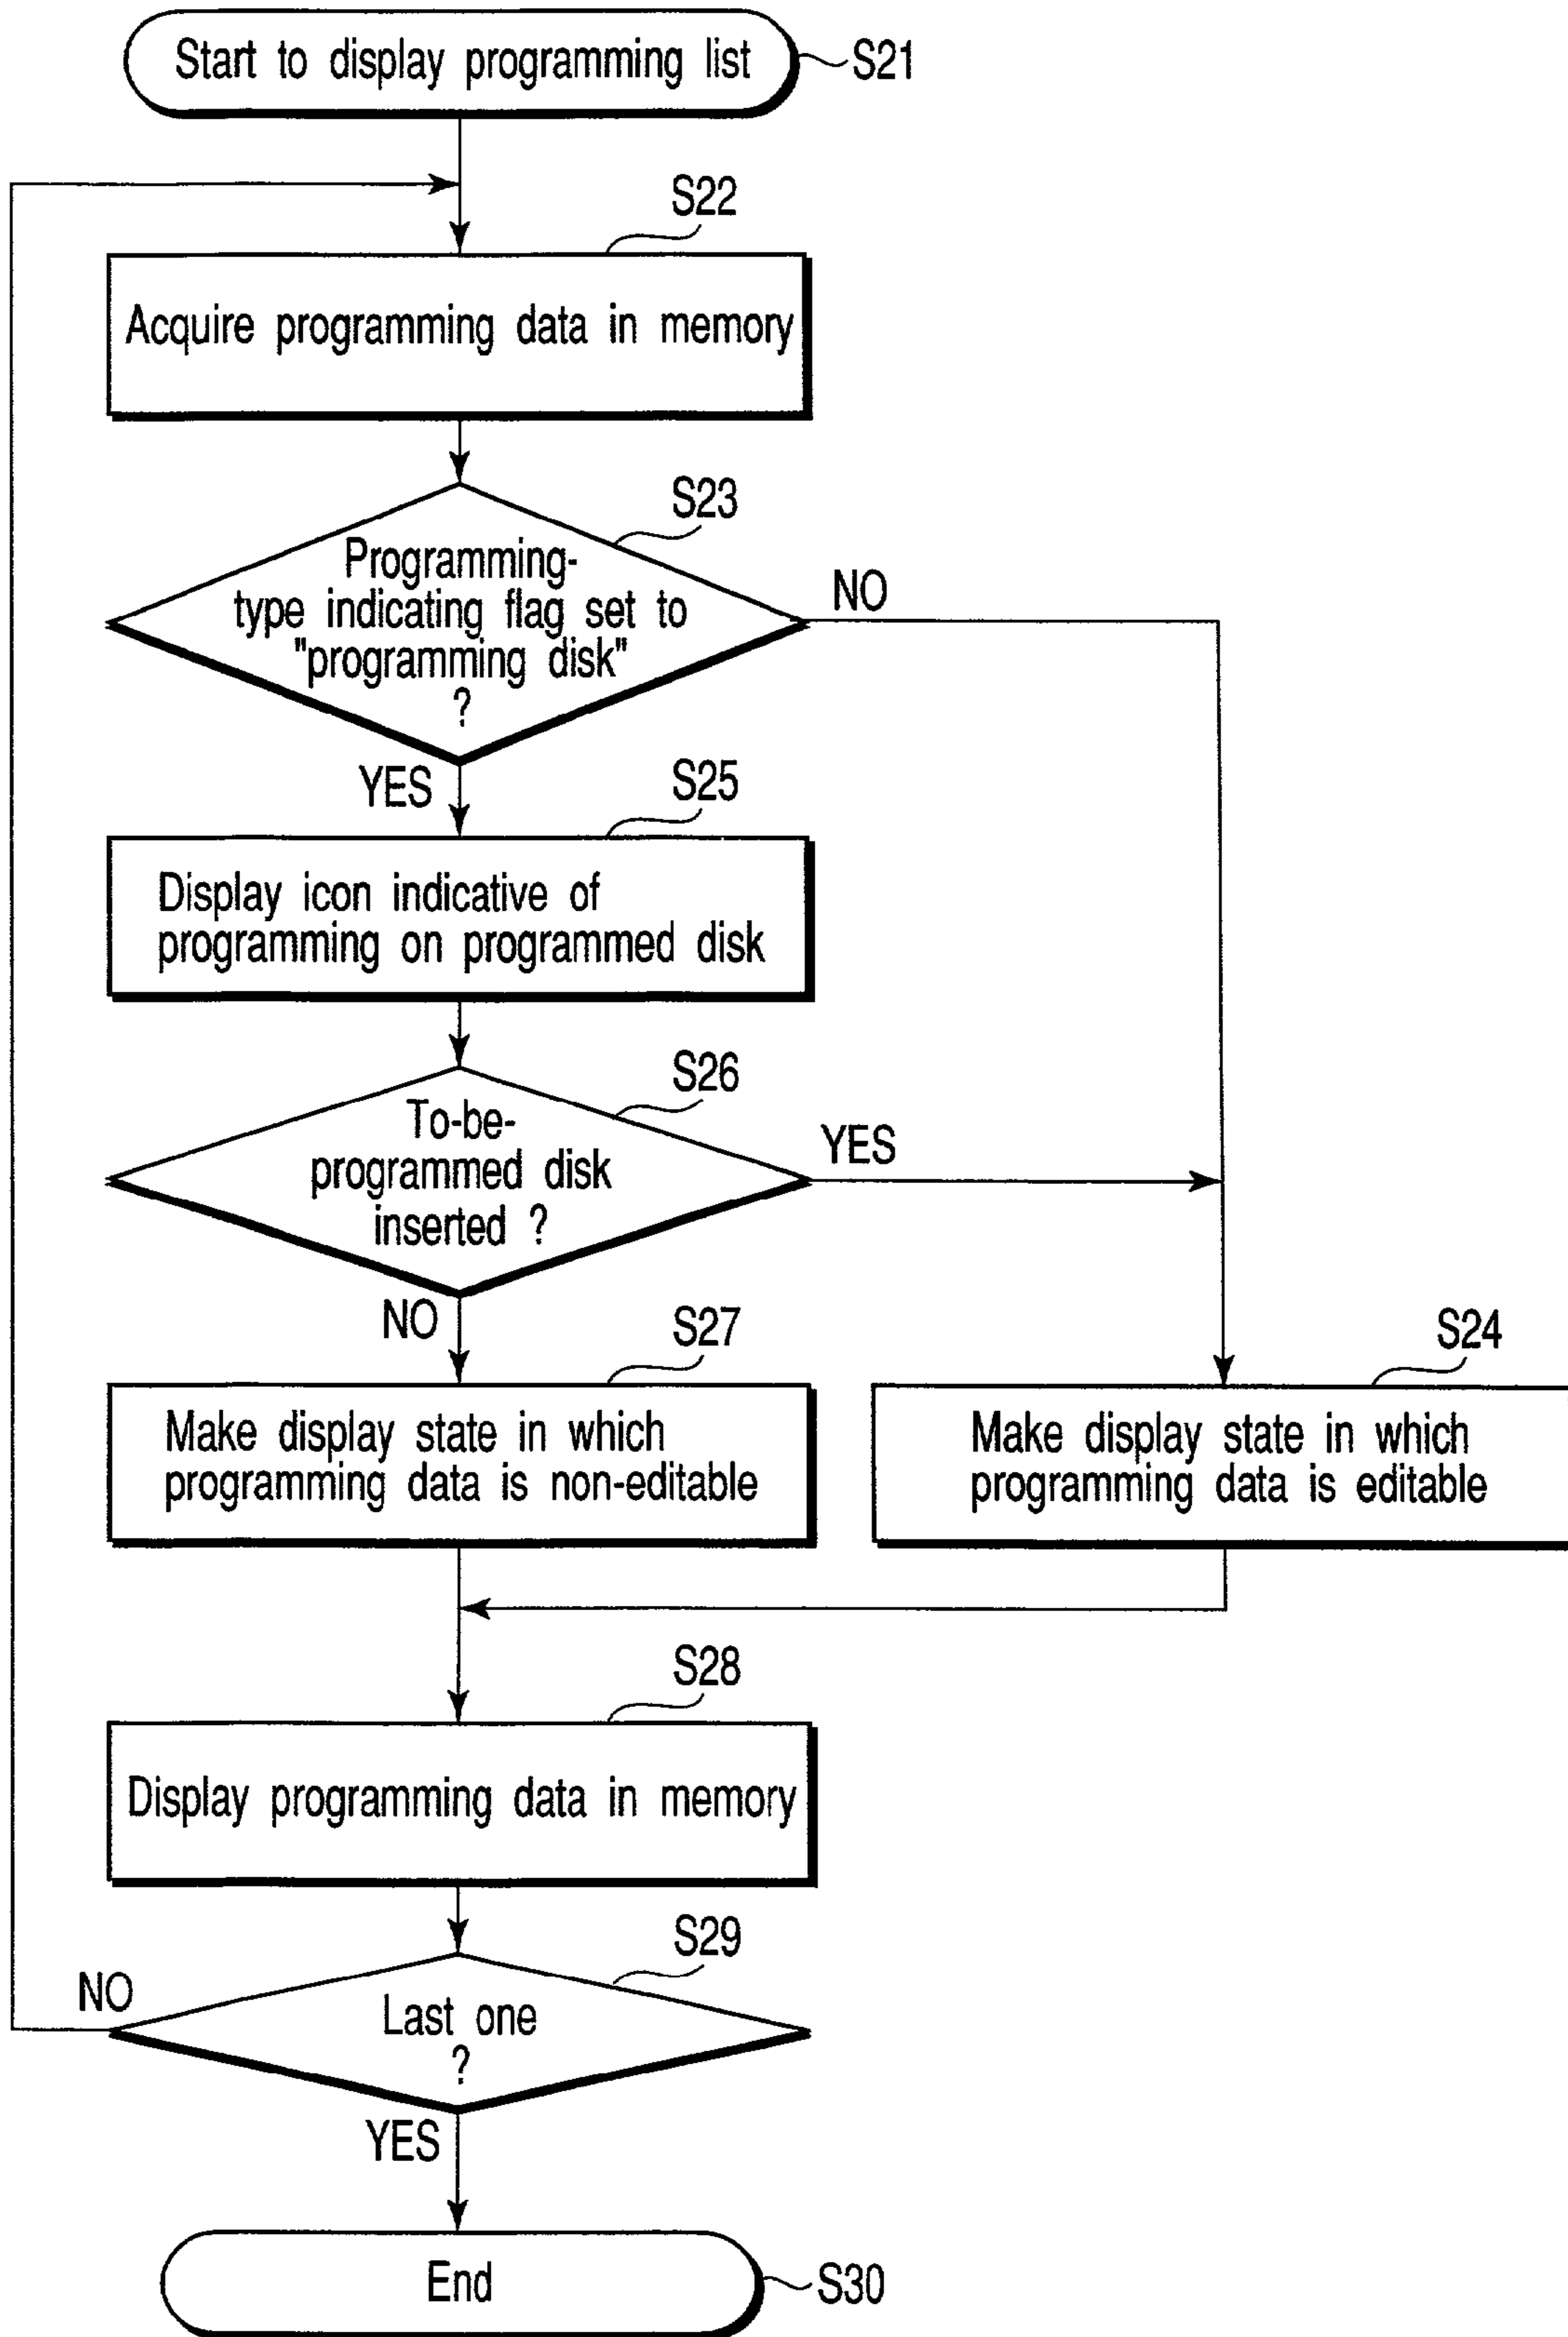 Start to display programming list
S21
S22
Acquire programming data in memory
S23
Programming-
type indicating flag set to
"programming disk"
?
NO
YES
S25
Display icon indicative of
programming on programmed disk
S26
To-be-
programmed disk
inserted ?
YES
NO
S27
Make display state in which
programming data is non-editable
S24
Make display state in which
programming data is editable
S28
Display programming data in memory
S29
NO
Last one
?
YES
End
S30